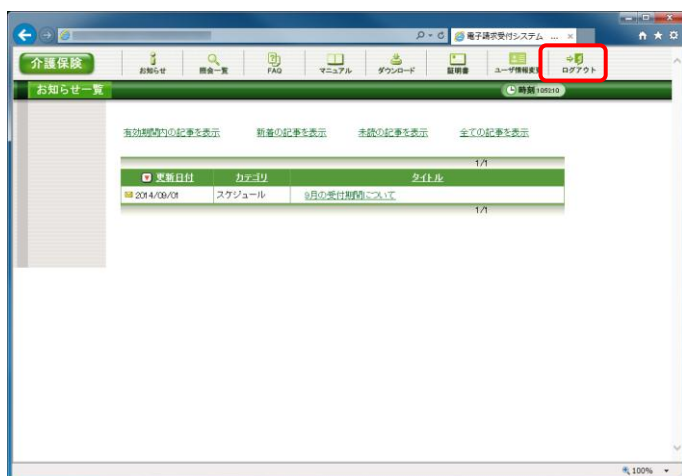 電子請求受付システム ...
介護保険
お知らせ 照会一覧 FAQ マニュアル ダウンロード 証明書 ユーザ情報変更 ログアウト
お知らせ一覧
時刻 105210
有効期間内の記事を表示 新着の記事を表示 未読の記事を表示 全ての記事を表示
1/1
更新日付 カテゴリ タイトル
2014/09/01 スケジュール 9月の受付期間について
1/1
100%